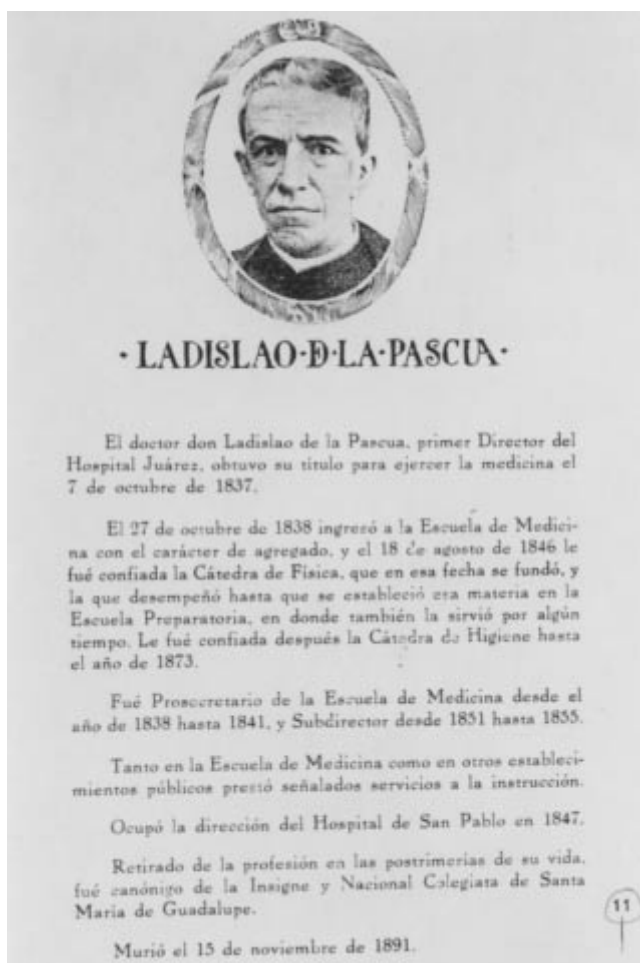 · LADISLAO·D·LA·PASCUA ·
El doctor don Ladislao de la Pascua, primer Director del
Hospital Juárez, obtuvo su título para ejercer la medicina el
7 de octubre de 1837.
El 27 de octubre de 1838 ingresó a la Escuela de Medici-
na con el carácter de agregado, y el 18 de agosto de 1846 le
fué confiada la Cátedra de Física, que en esa fecha se fundó, y
la que desempeñó hasta que se estableció esa materia en la
Escuela Preparatoria, en donde también la sirvió por algún
tiempo. Le fué confiada después la Cátedra de Higiene hasta
el año de 1873.
Fué Prosecretario de la Escuela de Medicina desde el
año de 1838 hasta 1841, y Subdirector desde 1851 hasta 1855.
Tanto en la Escuela de Medicina como en otros estableci-
mientos públicos prestó señalados servicios a la instrucción.
Ocupó la dirección del Hospital de San Pablo en 1847.
Retirado de la profesión en las postrimerías de su vida,
fué canónigo de la Insigne y Nacional Colegiata de Santa
María de Guadalupe.
11
Murió el 15 de noviembre de 1891.